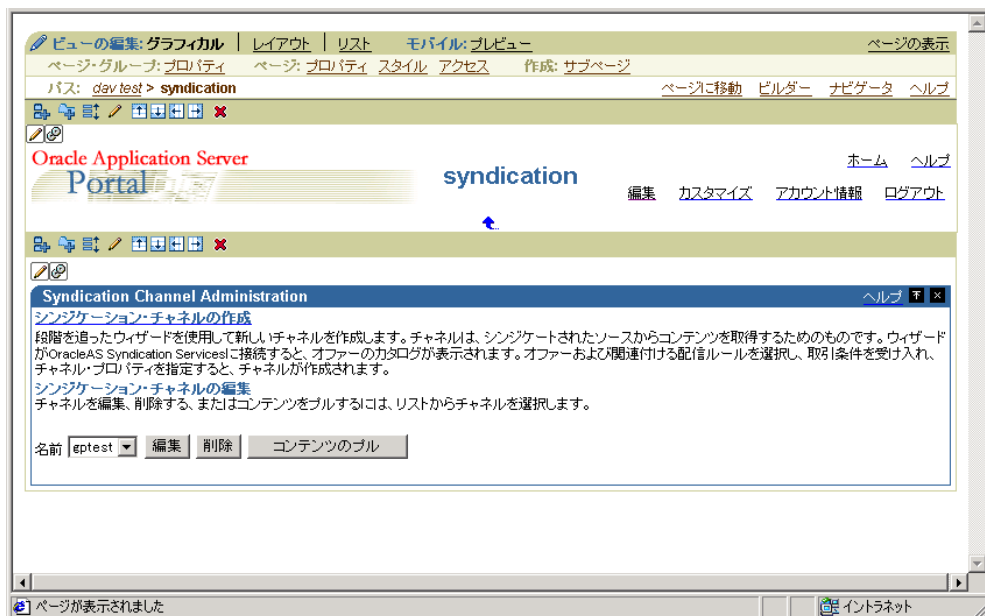 ビューの編集: グラフィカル | レイアウト | リスト モバイル: プレビュー ページの表示
ページ・グループ: プロパティ ページ: プロパティ スタイル アクセス 作成: サブページ
パス: dav test > syndication ページに移動 ビルダー ナビゲータ ヘルプ
Oracle Application Server
Portal
syndication
ホーム ヘルプ
編集 カスタマイズ アカウント情報 ログアウト
Syndication Channel Administration ヘルプ
シンジケーション・チャネルの作成
段階を追ったウィザードを使用して新しいチャネルを作成します。チャネルは、シンジケートされたソースからコンテンツを取得するためのものです。ウィザード
がOracleAS Syndication Servicesに接続すると、オファーのカタログが表示されます。オファーおよび関連付ける配信ルールを選択し、取引条件を受け入れ、
チャネル・プロパティを指定すると、チャネルが作成されます。
シンジケーション・チャネルの編集
チャネルを編集、削除する、またはコンテンツをプルするには、リストからチャネルを選択します。
名前 gptest 編集 削除 コンテンツのプル
ページが表示されました イントラネット